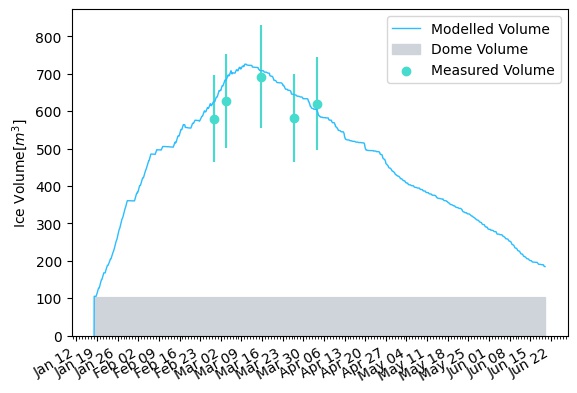 Ice Volume[m³]
800
700
600
500
400
300
200
100
0
Modelled Volume
Dome Volume
Measured Volume
Jan 12
Jan 19
Jan 26
Feb 02
Feb 09
Feb 16
Feb 23
Mar 02
Mar 09
Mar 16
Mar 23
Mar 30
Apr 06
Apr 13
Apr 20
Apr 27
May 04
May 11
May 18
May 25
Jun 01
Jun 08
Jun 15
Jun 22